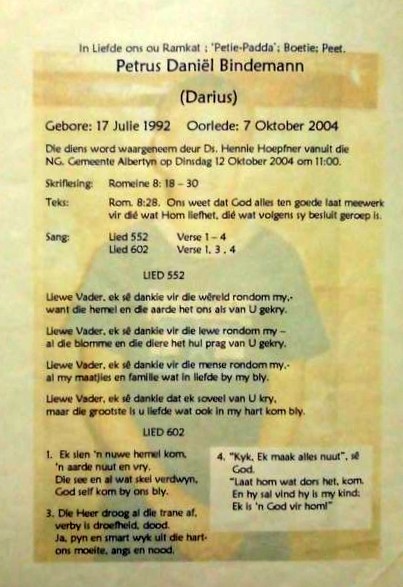 In Liefde ons ou Ramkat ; 'Petie-Padda'; Boetie; Peet.
Petrus Daniël Bindemann
(Darius)
Gebore: 17 Julie 1992 Oorlede: 7 Oktober 2004
Die diens word waargeneem deur Ds. Hennie Hoepfner vanuit die
NG. Gemeente Albertyn op Dinsdag 12 Oktober 2004 om 11:00.
Skriflesing: Romeine 8: 18 – 30
Teks: Rom. 8:28. Ons weet dat God alles ten goede laat meewerk
vir dié wat Hom liefhet, dié wat volgens sy besluit geroep is.
Sang: Lied 552 Verse 1 – 4
Lied 602 Verse 1, 3 , 4
LIED 552
Liewe Vader, ek sê dankie vir die wêreld rondom my,-
want die hemel en die aarde het ons als van U gekry.
Liewe Vader, ek sê dankie vir die lewe rondom my –
al die blomme en die diere het hul prag van U gekry.
Liewe Vader, ek sê dankie vir die mense rondom my,-
al my maatjies en familie wat in liefde by my bly.
Liewe Vader, ek sê dankie dat ek soveel van U kry,
maar die grootste is u liefde wat ook in my hart kom bly.
LIED 602
1. Ek sien 'n nuwe hemel kom,
'n aarde nuut en vry.
Die see en al wat skel verdwyn,
God self kom by ons bly.
3. Die Heer droog al die trane af,
verby is droefheid, dood.
Ja, pyn en smart wyk uit die hart-
ons moeite, angs en nood.
4. "Kyk, Ek maak alles nuut", sê
God.
"Laat hom wat dors het, kom.
En hy sal vind hy is my kind;
Ek is 'n God vir hom!"